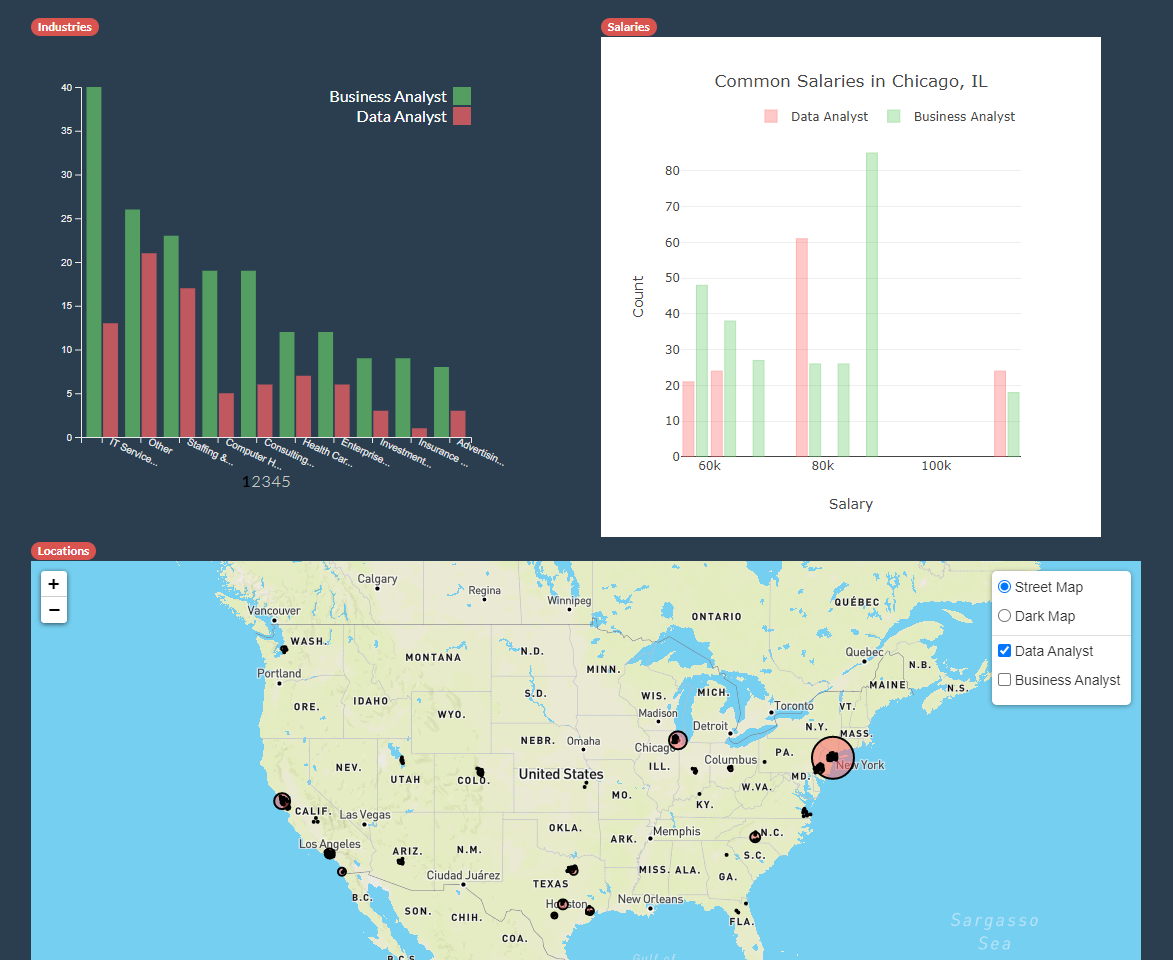 Industries
Business Analyst
Data Analyst
40
35
30
25
20
15
10
5
0
IT Service...
Other
Staffing &...
Computer H...
Consulting...
Health Car...
Enterprise...
Investment...
Insurance ...
Advertisin...
12345
Salaries
Common Salaries in Chicago, IL
Data Analyst
Business Analyst
80
70
60
50
40
30
20
10
0
Count
60k
80k
100k
Salary
Locations
+
−
Street Map
Dark Map
Data Analyst
Business Analyst
Calgary
Regina
Winnipeg
Vancouver
ONTARIO
QUÉBEC
WASH.
MONTANA
N.D.
MINN.
Quebec
N.B.
Portland
MAINE
N.S.
ORE.
IDAHO
S.D.
WIS.
MICH.
Toronto
VT.
WYO.
Madison
Detroit
N.Y.
MASS.
NEBR.
Omaha
Chicago
PA.
NEV.
UTAH
COLO.
United States
ILL.
Columbus
MD.
New York
W.VA.
MO.
KY.
CALIF.
Las Vegas
OKLA.
ARK.
Memphis
N.C.
Los Angeles
ARIZ.
N.M.
S.C.
MISS.
ALA.
GA.
Ciudad Juárez
TEXAS
B.C.
SON.
CHIH.
Houston
New Orleans
FLA.
COA.
Sargasso
Sea
B.C.S.
Gulf of